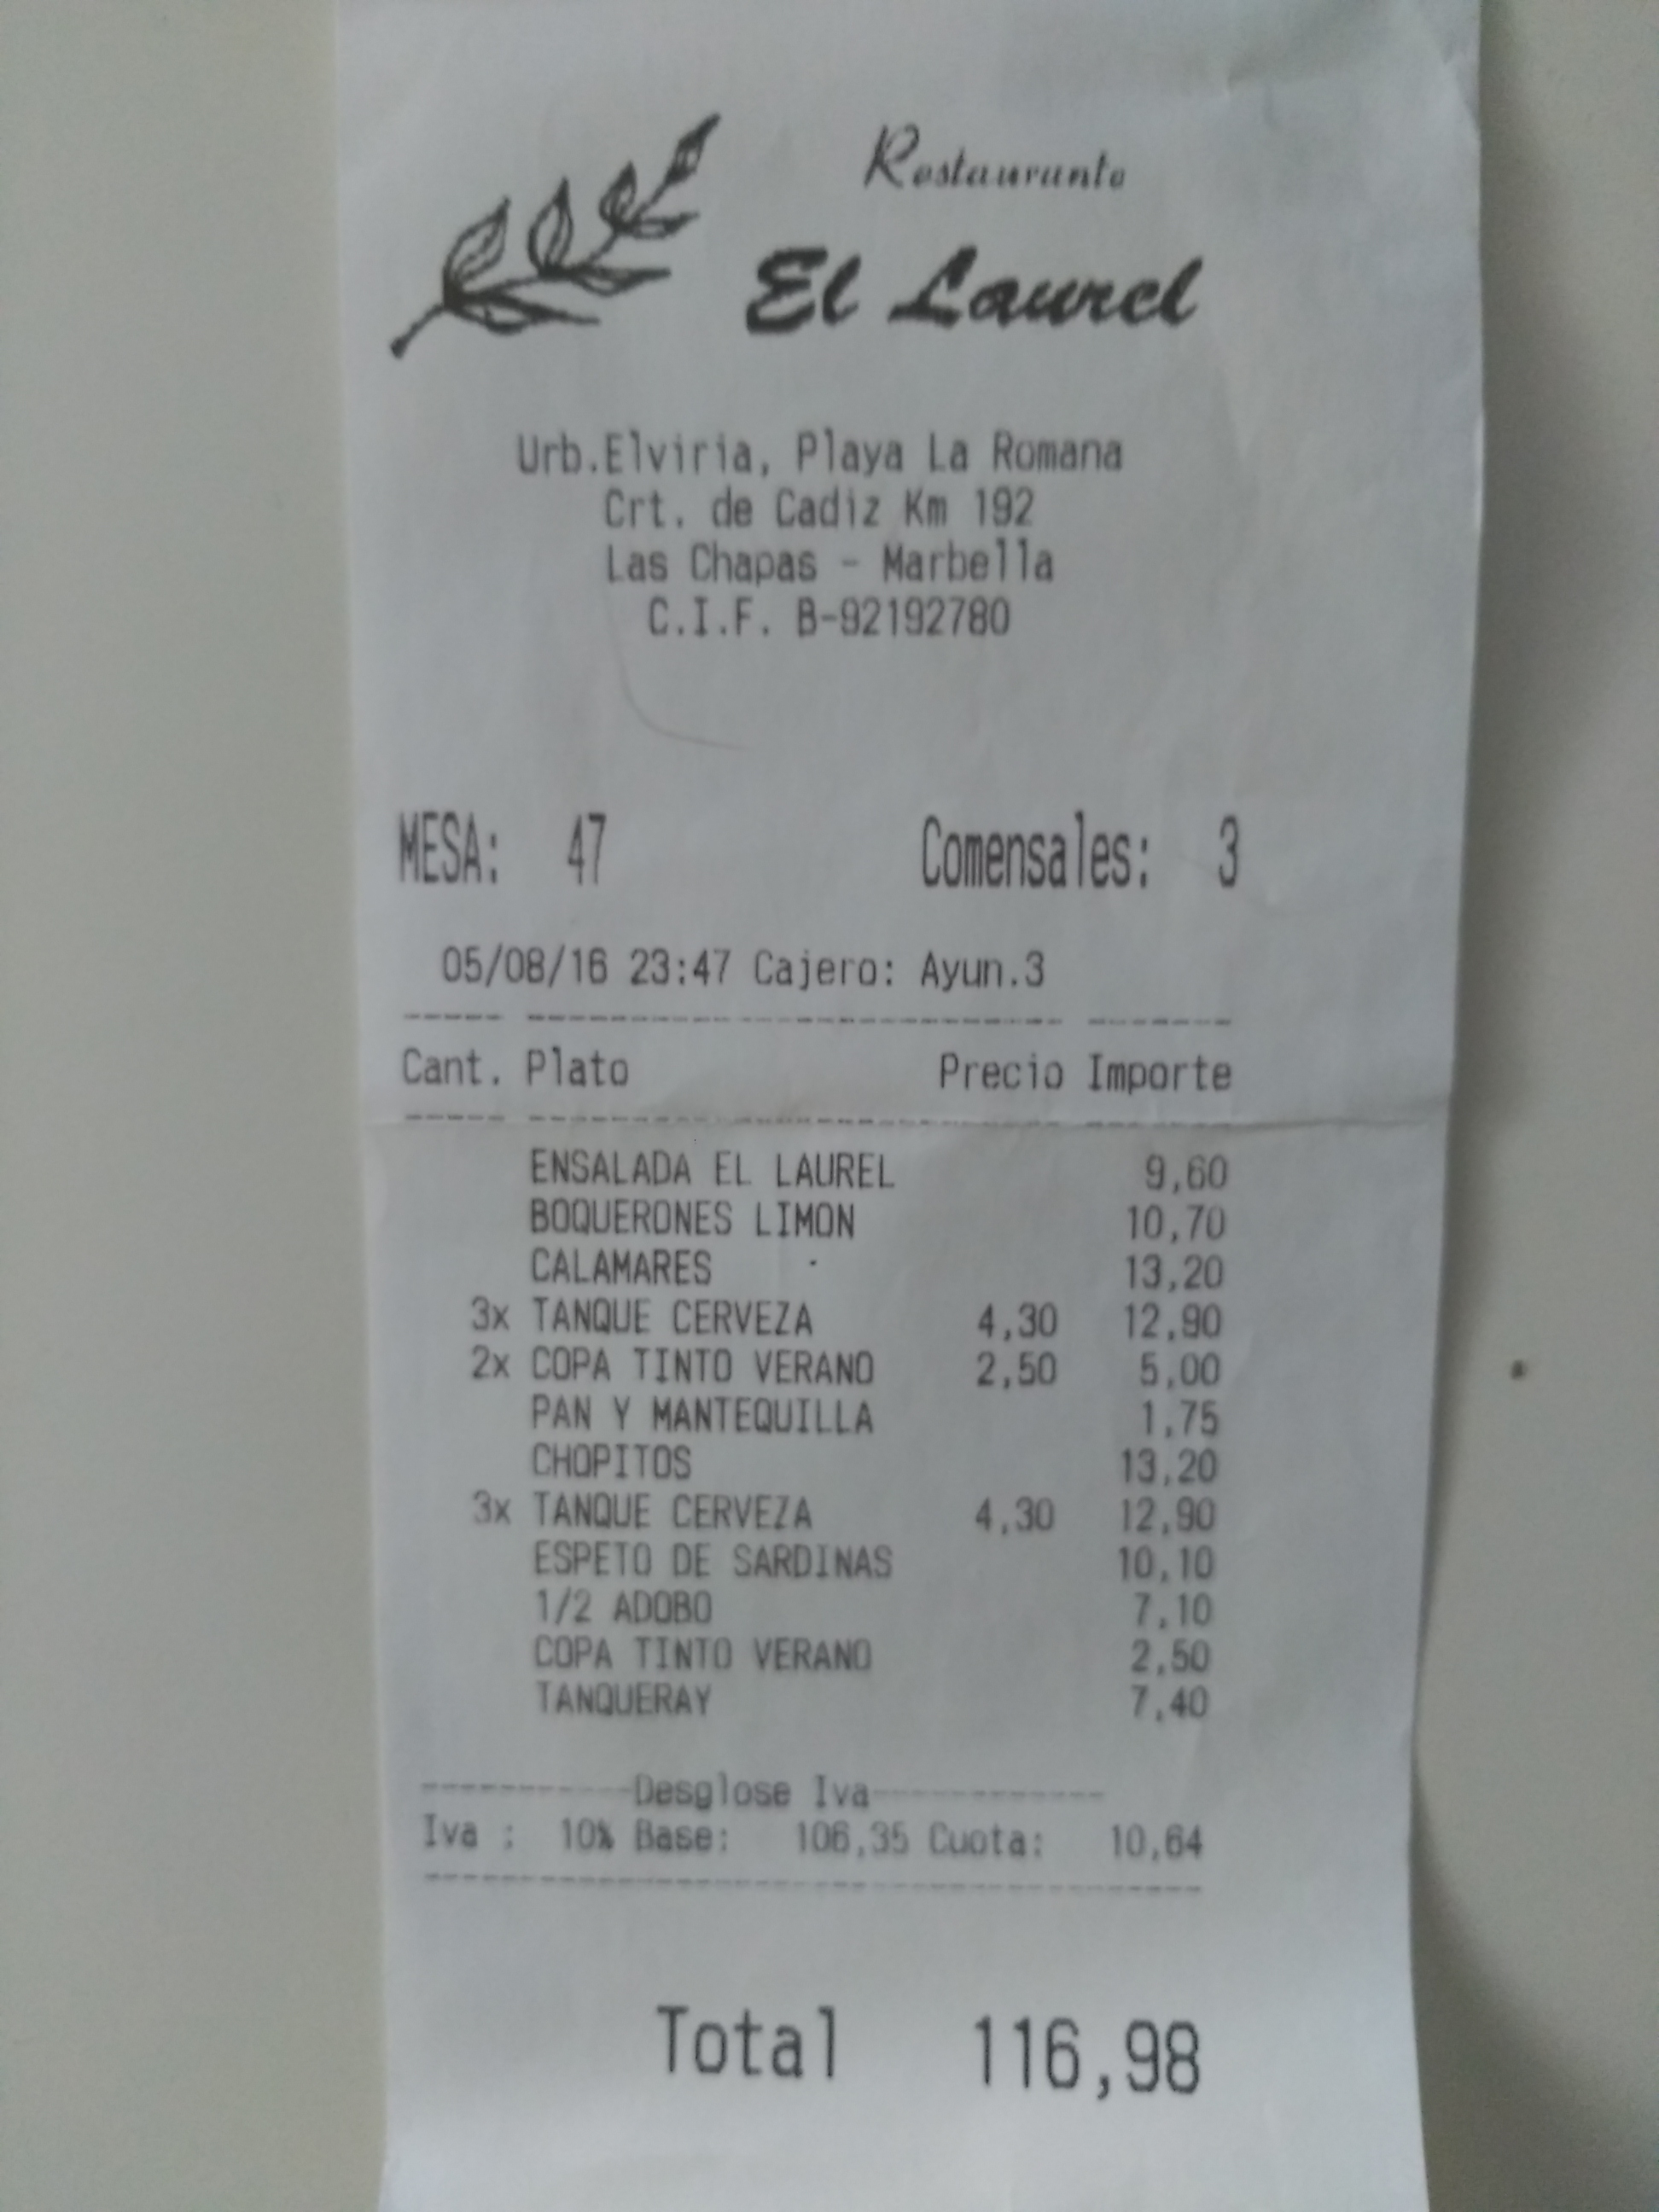 Restaurante
El Laurel
Urb.Elviria, Playa La Romana
Crt. de Cadiz Km 192
Las Chapas - Marbella
C.I.F. B-92192780
MESA: 47 Comensales: 3
05/08/16 23:47 Cajero: Ayun.3
Cant. Plato Precio Importe
ENSALADA EL LAUREL 9,60
BOQUERONES LIMON 10,70
CALAMARES 13,20
3x TANQUE CERVEZA 4,30 12,90
2x COPA TINTO VERANO 2,50 5,00
PAN Y MANTEQUILLA 1,75
CHOPITOS 13,20
3x TANQUE CERVEZA 4,30 12,90
ESPETO DE SARDINAS 10,10
1/2 ADOBO 7,10
COPA TINTO VERANO 2,50
TANQUERAY 7,40
-----------Desglose Iva------------
Iva : 10% Base: 106,35 Cuota: 10,64
Total 116,98